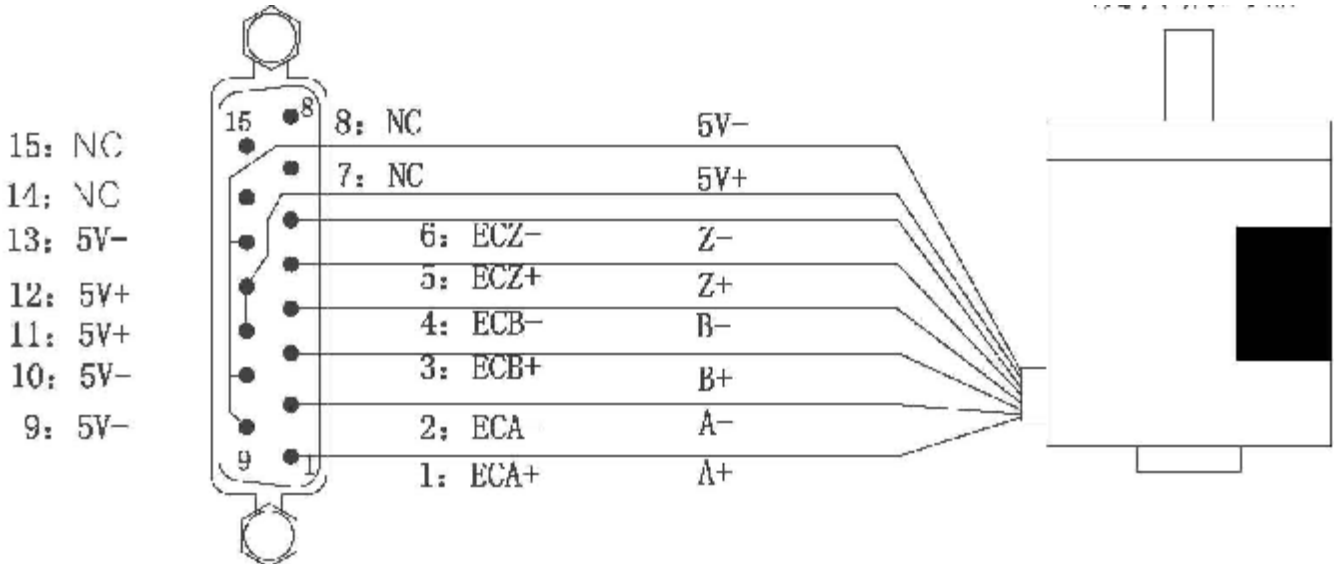 15
8
8: NC
5V-
15: NC
7: NC
5V+
14: NC
13: 5V-
6: ECZ-
Z-
12: 5V+
5: ECZ+
Z+
11: 5V+
4: ECB-
B-
10: 5V-
3: ECB+
B+
9: 5V-
2: ECA
A-
9
1
1: ECA+
A+